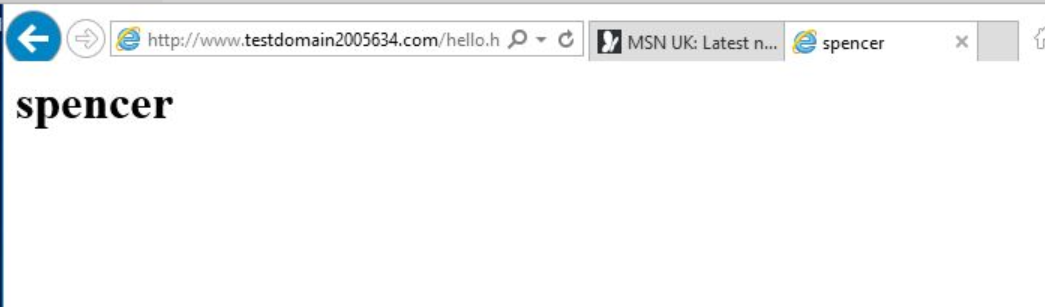 http://www.testdomain2005634.com/hello.h
MSN UK: Latest n...
spencer
spencer